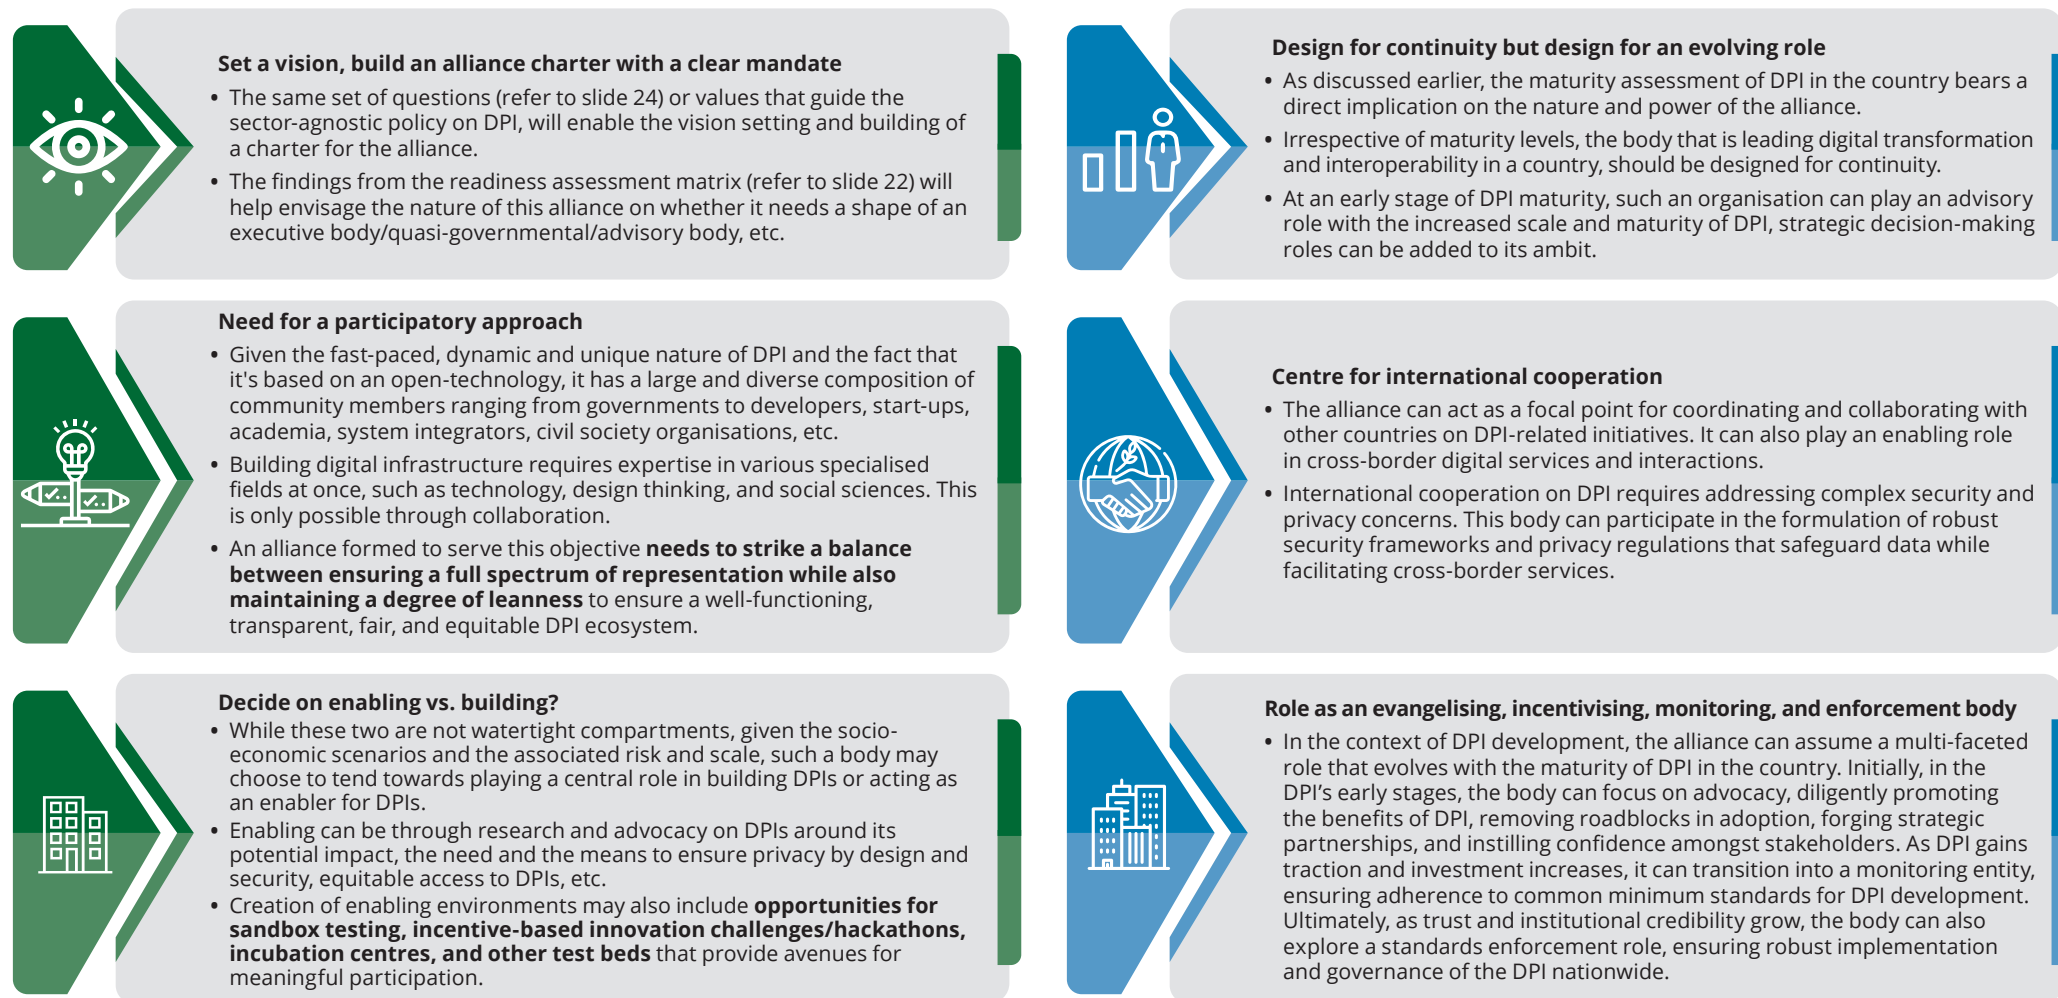 Set a vision, build an alliance charter with a clear mandate
• The same set of questions (refer to slide 24) or values that guide the
sector-agnostic policy on DPI, will enable the vision setting and building of
a charter for the alliance.
• The findings from the readiness assessment matrix (refer to slide 22) will
help envisage the nature of this alliance on whether it needs a shape of an
executive body/quasi-governmental/advisory body, etc.
Need for a participatory approach
• Given the fast-paced, dynamic and unique nature of DPI and the fact that
it's based on an open-technology, it has a large and diverse composition of
community members ranging from governments to developers, start-ups,
academia, system integrators, civil society organisations, etc.
• Building digital infrastructure requires expertise in various specialised
fields at once, such as technology, design thinking, and social sciences. This
is only possible through collaboration.
• An alliance formed to serve this objective needs to strike a balance
between ensuring a full spectrum of representation while also
maintaining a degree of leanness to ensure a well-functioning,
transparent, fair, and equitable DPI ecosystem.
Decide on enabling vs. building?
• While these two are not watertight compartments, given the socio-
economic scenarios and the associated risk and scale, such a body may
choose to tend towards playing a central role in building DPIs or acting as
an enabler for DPIs.
• Enabling can be through research and advocacy on DPIs around its
potential impact, the need and the means to ensure privacy by design and
security, equitable access to DPIs, etc.
• Creation of enabling environments may also include opportunities for
sandbox testing, incentive-based innovation challenges/hackathons,
incubation centres, and other test beds that provide avenues for
meaningful participation.
Design for continuity but design for an evolving role
• As discussed earlier, the maturity assessment of DPI in the country bears a
direct implication on the nature and power of the alliance.
• Irrespective of maturity levels, the body that is leading digital transformation
and interoperability in a country, should be designed for continuity.
• At an early stage of DPI maturity, such an organisation can play an advisory
role with the increased scale and maturity of DPI, strategic decision-making
roles can be added to its ambit.
Centre for international cooperation
• The alliance can act as a focal point for coordinating and collaborating with
other countries on DPI-related initiatives. It can also play an enabling role
in cross-border digital services and interactions.
• International cooperation on DPI requires addressing complex security and
privacy concerns. This body can participate in the formulation of robust
security frameworks and privacy regulations that safeguard data while
facilitating cross-border services.
Role as an evangelising, incentivising, monitoring, and enforcement body
• In the context of DPI development, the alliance can assume a multi-faceted
role that evolves with the maturity of DPI in the country. Initially, in the
DPI’s early stages, the body can focus on advocacy, diligently promoting
the benefits of DPI, removing roadblocks in adoption, forging strategic
partnerships, and instilling confidence amongst stakeholders. As DPI gains
traction and investment increases, it can transition into a monitoring entity,
ensuring adherence to common minimum standards for DPI development.
Ultimately, as trust and institutional credibility grow, the body can also
explore a standards enforcement role, ensuring robust implementation
and governance of the DPI nationwide.